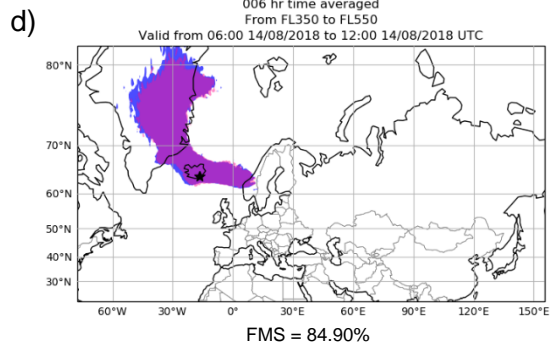 d)
006 hr time averaged
From FL350 to FL550
Valid from 06:00 14/08/2018 to 12:00 14/08/2018 UTC
80°N
70°N
60°N
50°N
40°N
30°N
60°W 30°W 0° 30°E 60°E 90°E 120°E 150°E
FMS = 84.90%